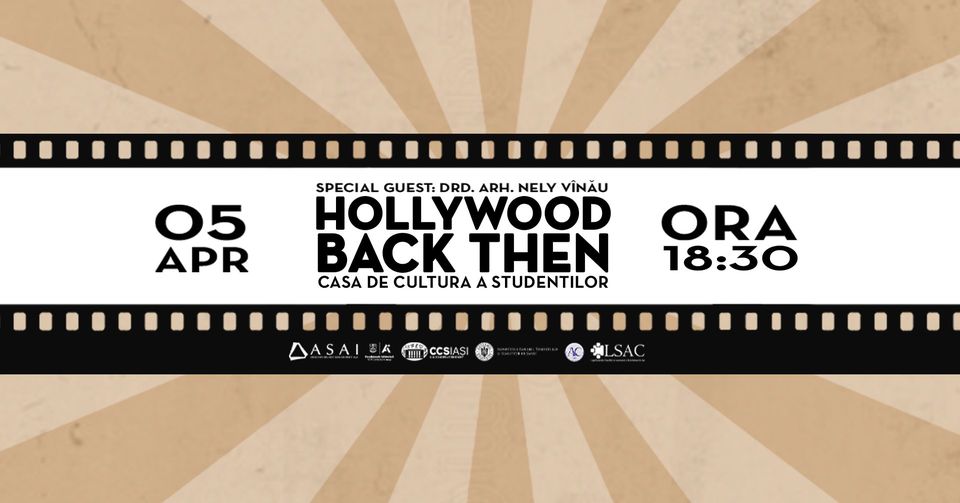 05
APR
SPECIAL GUEST: DRD. ARH. NELY VÎNĂU
HOLLYWOOD
BACK THEN
CASA DE CULTURA A STUDENTILOR
ORA
18:30
ASAI
CCSIASI
LSAC